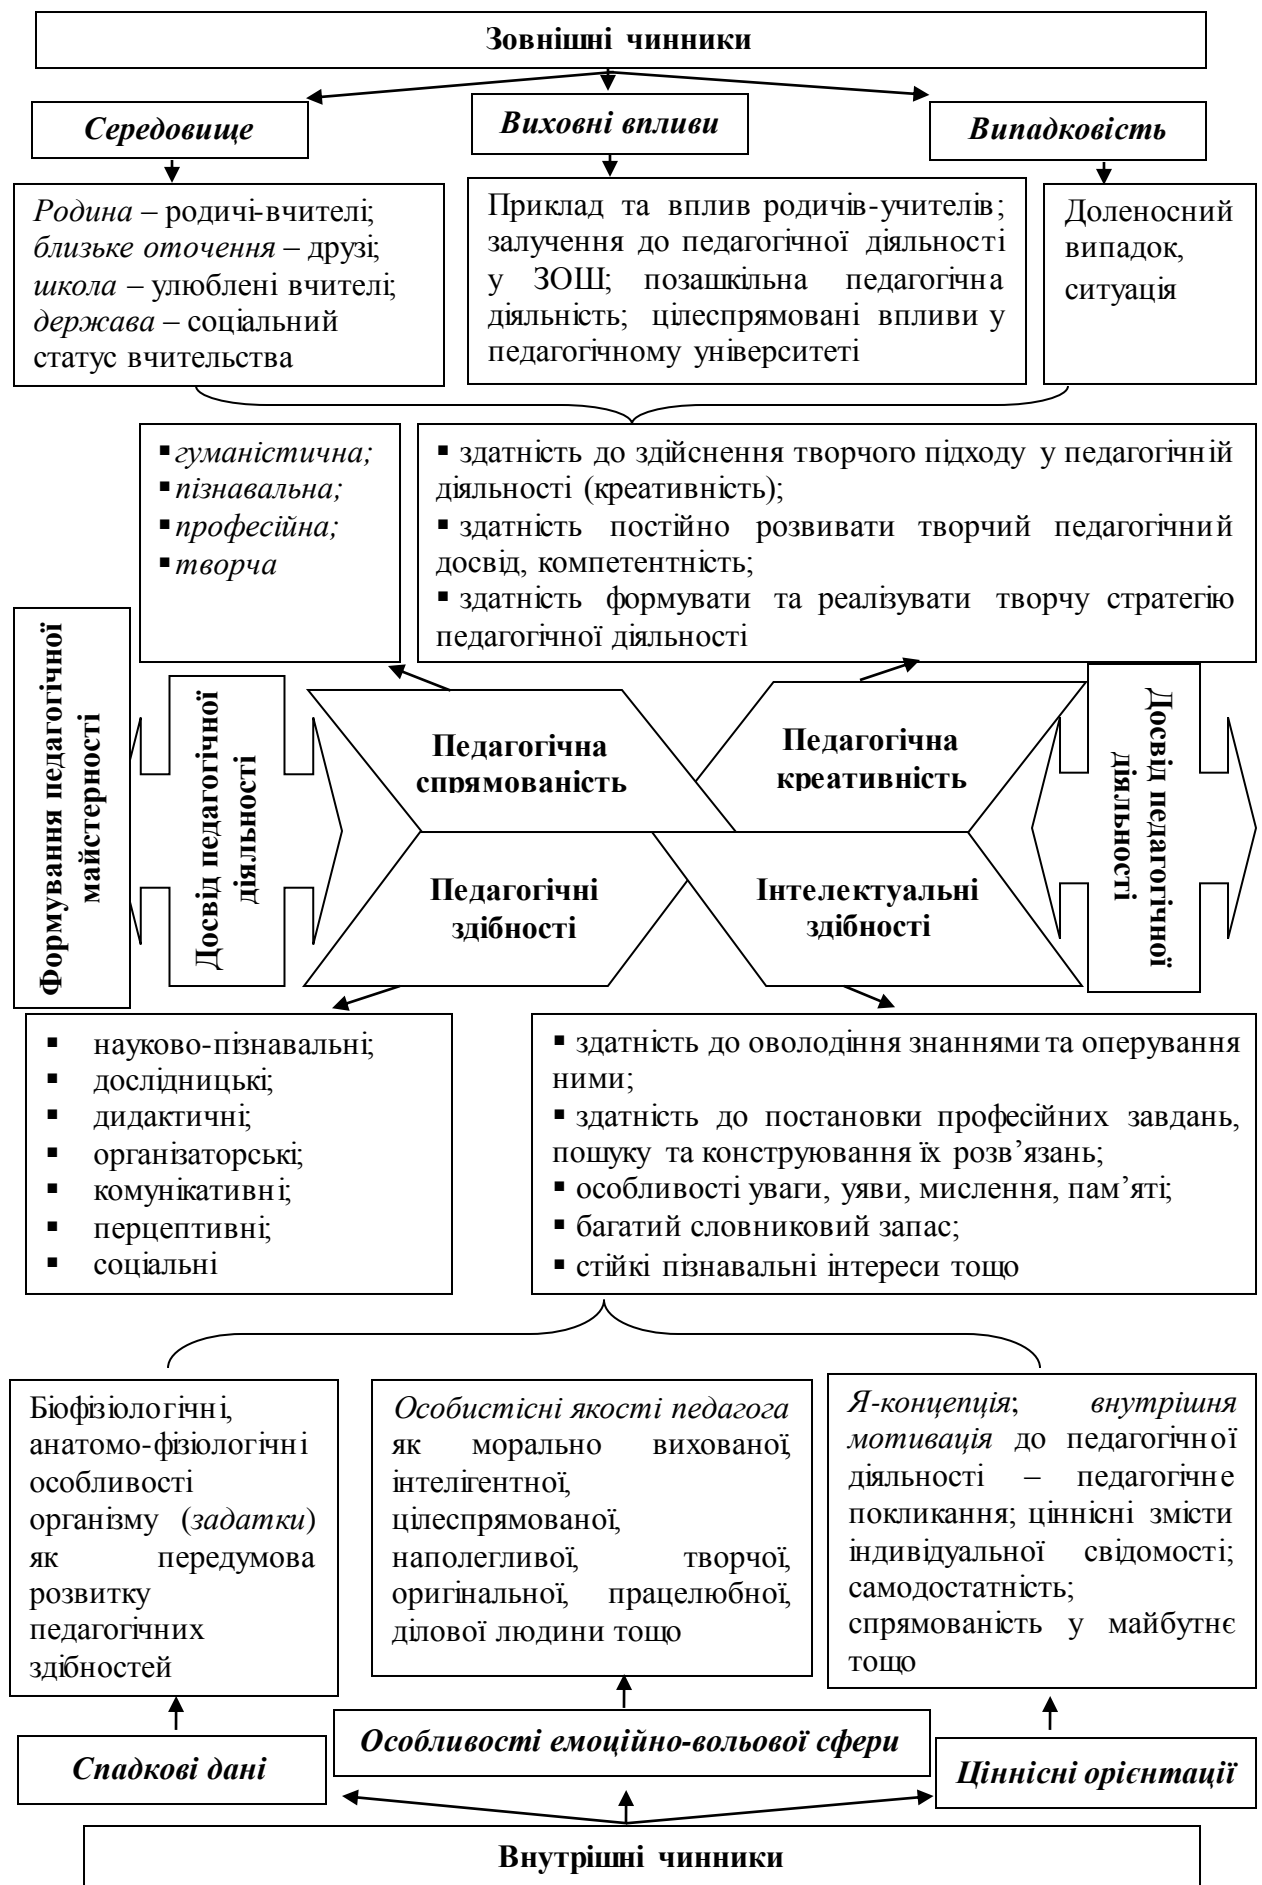 Зовнішні чинники
Середовище
Виховні впливи
Випадковість
Родина – родичі-вчителі;
близьке оточення – друзі;
школа – улюблені вчителі;
держава – соціальний
статус вчительства
Приклад та вплив родичів-учителів;
залучення до педагогічної діяльності
у ЗОШ; позашкільна педагогічна
діяльність; цілеспрямовані впливи у
педагогічному університеті
Доленосний
випадок,
ситуація
▪ гуманістична;
▪ пізнавальна;
▪ професійна;
▪ творча
▪ здатність до здійснення творчого підходу у педагогічній
діяльності (креативність);
▪ здатність постійно розвивати творчий педагогічний
досвід, компетентність;
▪ здатність формувати та реалізувати творчу стратегію
педагогічної діяльності
Формування педагогічної
майстерності
Досвід педагогічної
діяльності
Педагогічна
спрямованість
Педагогічна
креативність
Досвід педагогічної
діяльності
Педагогічні
здібності
Інтелектуальні
здібності
▪ науково-пізнавальні;
▪ дослідницькі;
▪ дидактичні;
▪ організаторські;
▪ комунікативні;
▪ перцептивні;
▪ соціальні
▪ здатність до оволодіння знаннями та оперування
ними;
▪ здатність до постановки професійних завдань,
пошуку та конструювання їх розв’язань;
▪ особливості уваги, уяви, мислення, пам’яті;
▪ багатий словниковий запас;
▪ стійкі пізнавальні інтереси тощо
Біофізіологічні,
анатомо-фізіологічні
особливості
організму (задатки)
як передумова
розвитку
педагогічних
здібностей
Особистісні якості педагога
як морально вихованої,
інтелігентної,
цілеспрямованої,
наполегливої, творчої,
оригінальної, працелюбної,
ділової людини тощо
Я-концепція; внутрішня
мотивація до педагогічної
діяльності – педагогічне
покликання; ціннісні змісти
індивідуальної свідомості;
самодостатність;
спрямованість у майбутнє
тощо
Спадкові дані
Особливості емоційно-вольової сфери
Ціннісні орієнтації
Внутрішні чинники